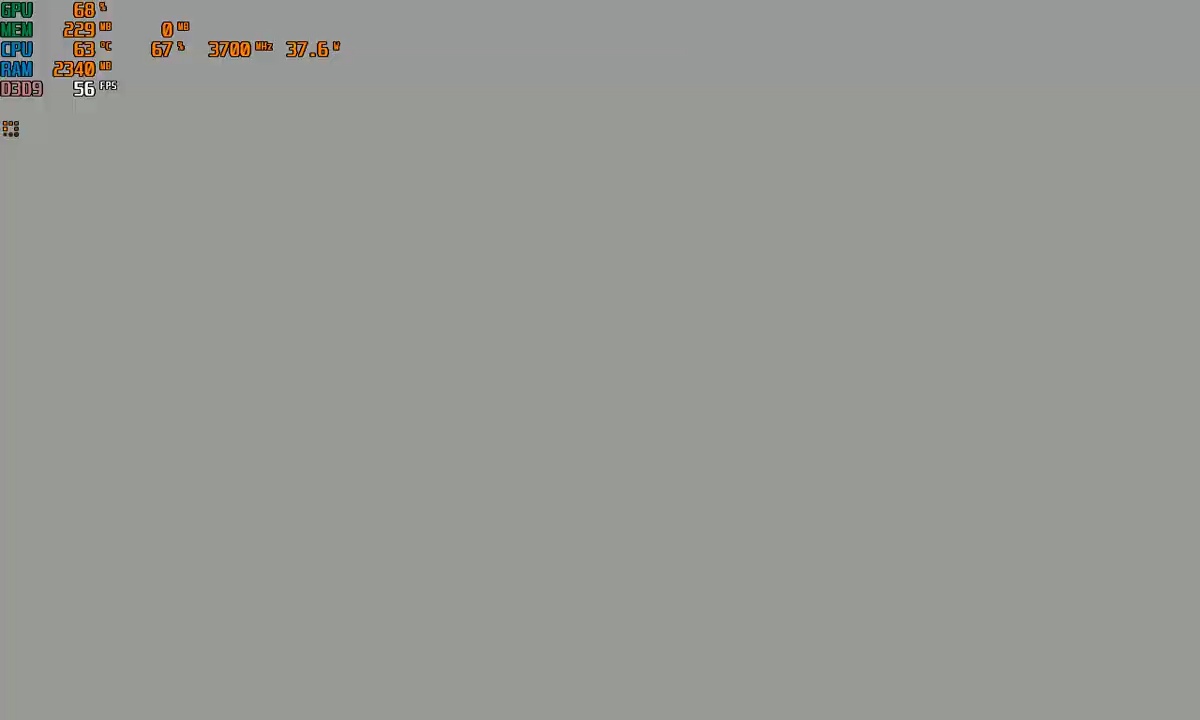 GPU 68 %
MEM 229 MB 0 MB
CPU 63 °C 67 % 3700 MHz 37.6 W
RAM 2340 MB
D3D9 56 FPS